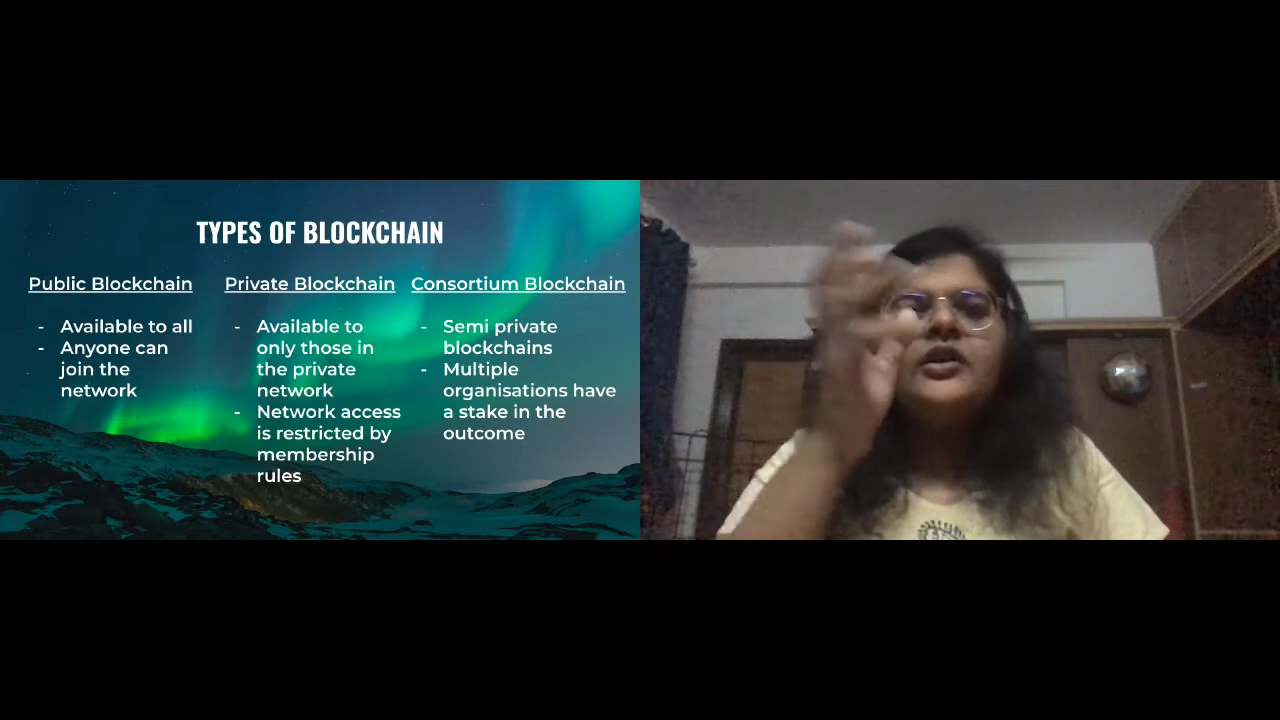 TYPES OF BLOCKCHAIN
Public Blockchain
- Available to all
- Anyone can
join the
network
Private Blockchain
- Available to
only those in
the private
network
- Network access
is restricted by
membership
rules
Consortium Blockchain
- Semi private
blockchains
- Multiple
organisations have
a stake in the
outcome